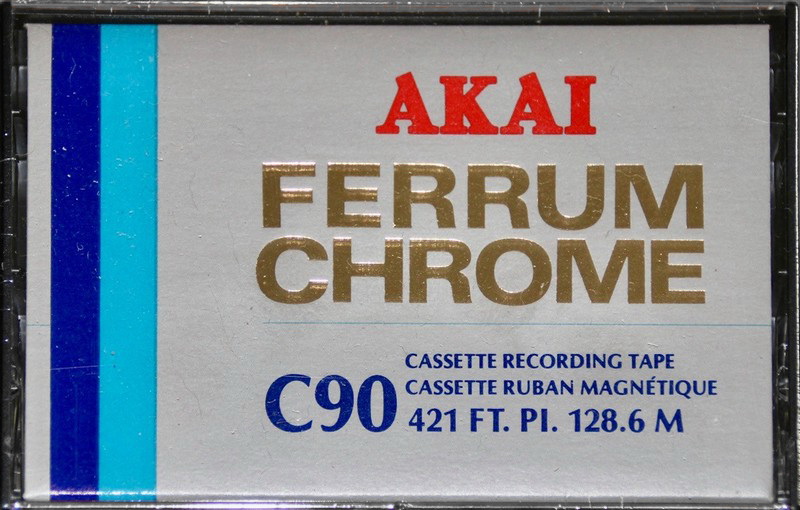 AKAI
FERRUM
CHROME
C90
CASSETTE RECORDING TAPE
CASSETTE RUBAN MAGNÉTIQUE
421 FT. PI. 128.6 M